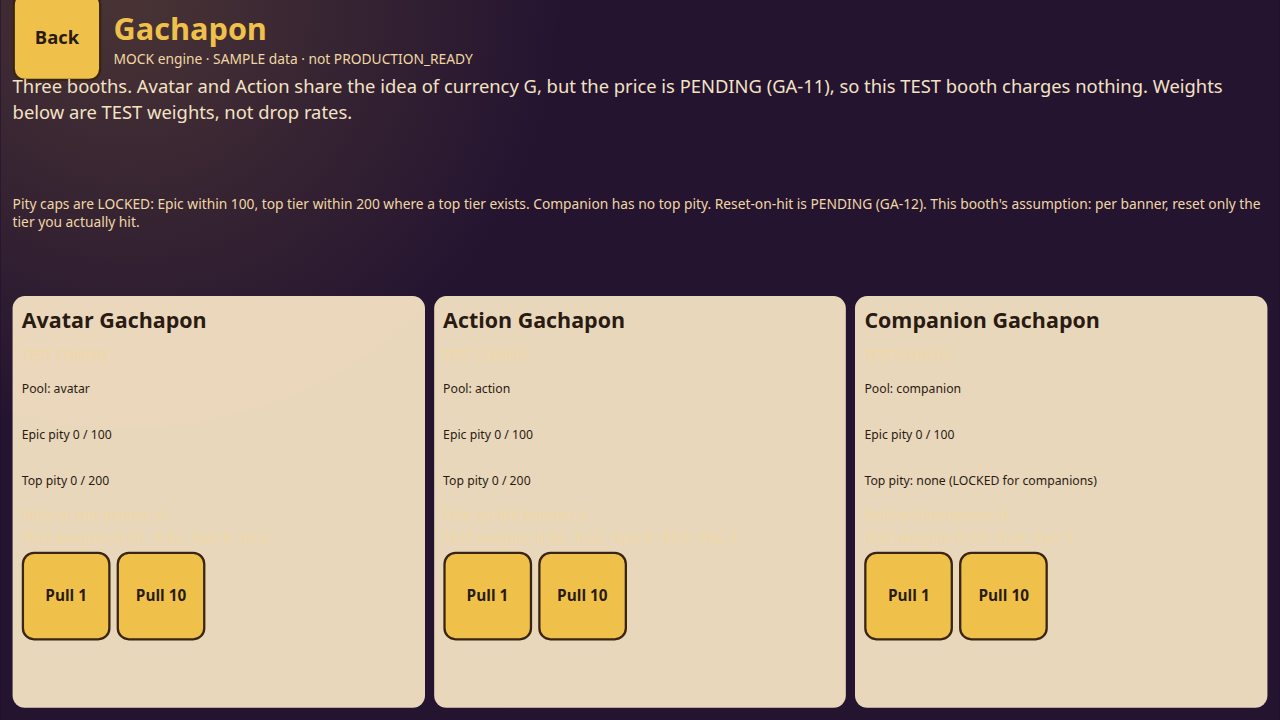 Back
Gachapon
MOCK engine · SAMPLE data · not PRODUCTION_READY
Three booths. Avatar and Action share the idea of currency G, but the price is PENDING (GA-11), so this TEST booth charges nothing. Weights
below are TEST weights, not drop rates.
Pity caps are LOCKED: Epic within 100, top tier within 200 where a top tier exists. Companion has no top pity. Reset-on-hit is PENDING (GA-12). This booth's assumption: per banner, reset only the
tier you actually hit.
Avatar Gachapon
Pool: avatar
Epic pity 0 / 100
Top pity 0 / 200
Pull 1
Pull 10
Action Gachapon
Pool: action
Epic pity 0 / 100
Top pity 0 / 200
Pull 1
Pull 10
Companion Gachapon
Pool: companion
Epic pity 0 / 100
Top pity: none (LOCKED for companions)
Pull 1
Pull 10